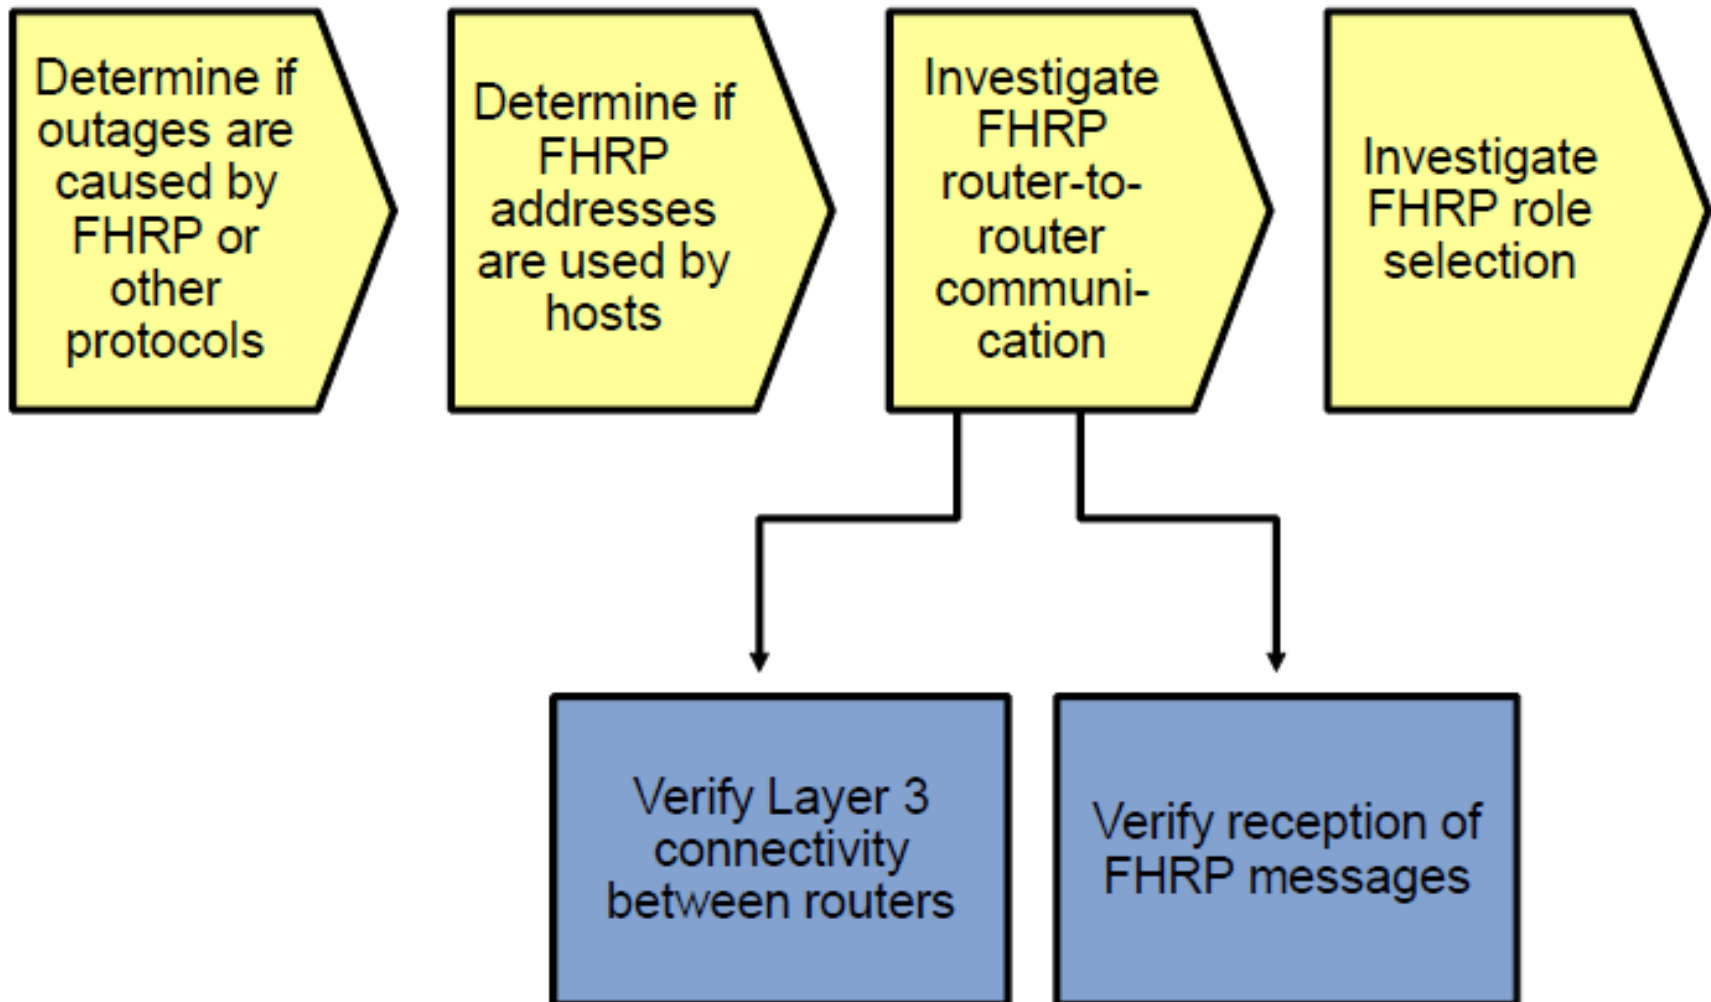 Determine if
outages are
caused by
FHRP or
other
protocols
Determine if
FHRP
addresses
are used by
hosts
Investigate
FHRP
router-to-
router
communi-
cation
Investigate
FHRP role
selection
Verify Layer 3
connectivity
between routers
Verify reception of
FHRP messages